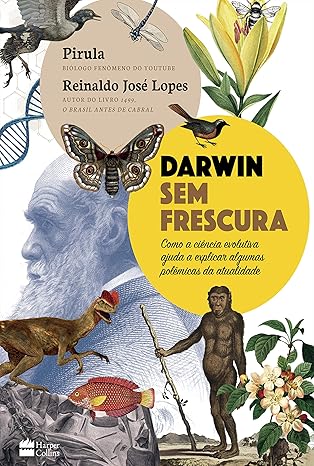 Pirula
BIÓLOGO FENÔMENO DO YOUTUBE
Reinaldo José Lopes
AUTOR DO LIVRO 1499,
O BRASIL ANTES DE CABRAL
DARWIN
SEM
FRESCURA
Como a ciência evolutiva
ajuda a explicar algumas
polêmicas da atualidade
Harper
Collins